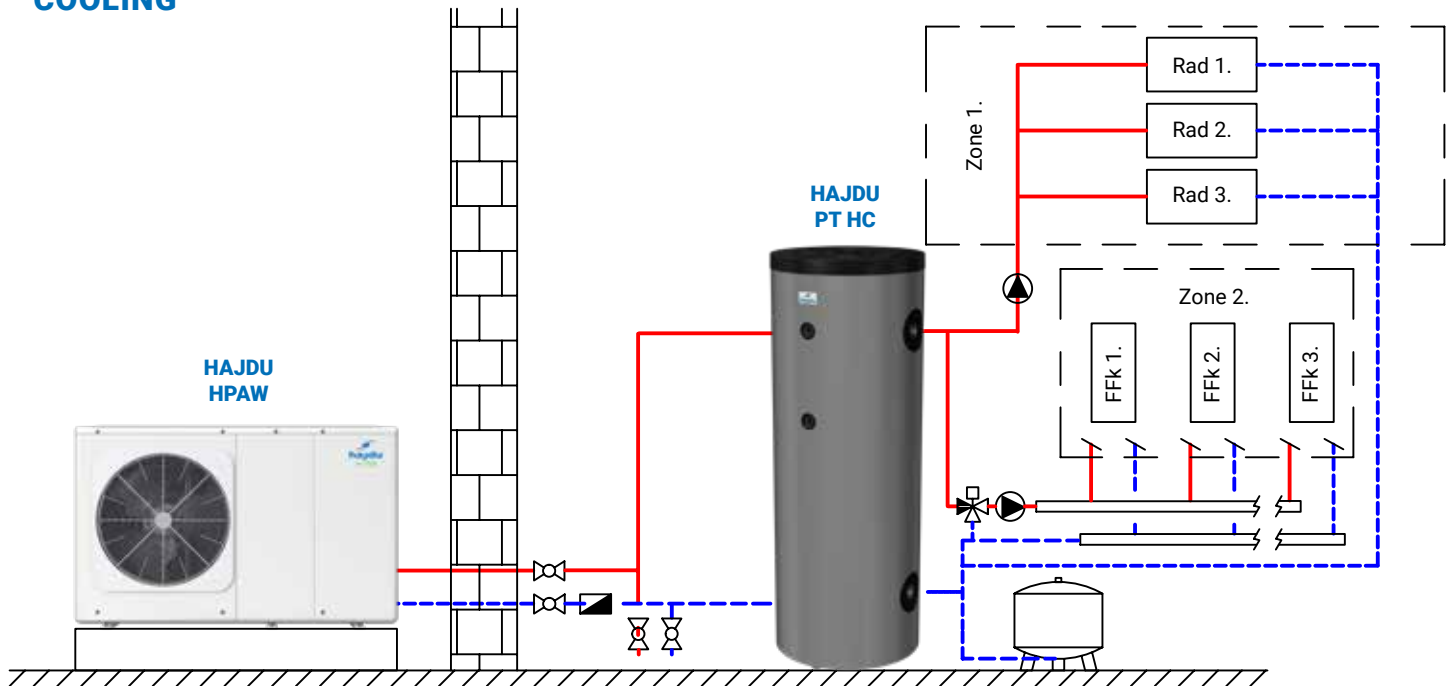 COOLING
HAJDU
HPAW
hajdu
HAJDU
PT HC
Zone 1.
Rad 1.
Rad 2.
Rad 3.
Zone 2.
FFk 1.
FFk 2.
FFk 3.